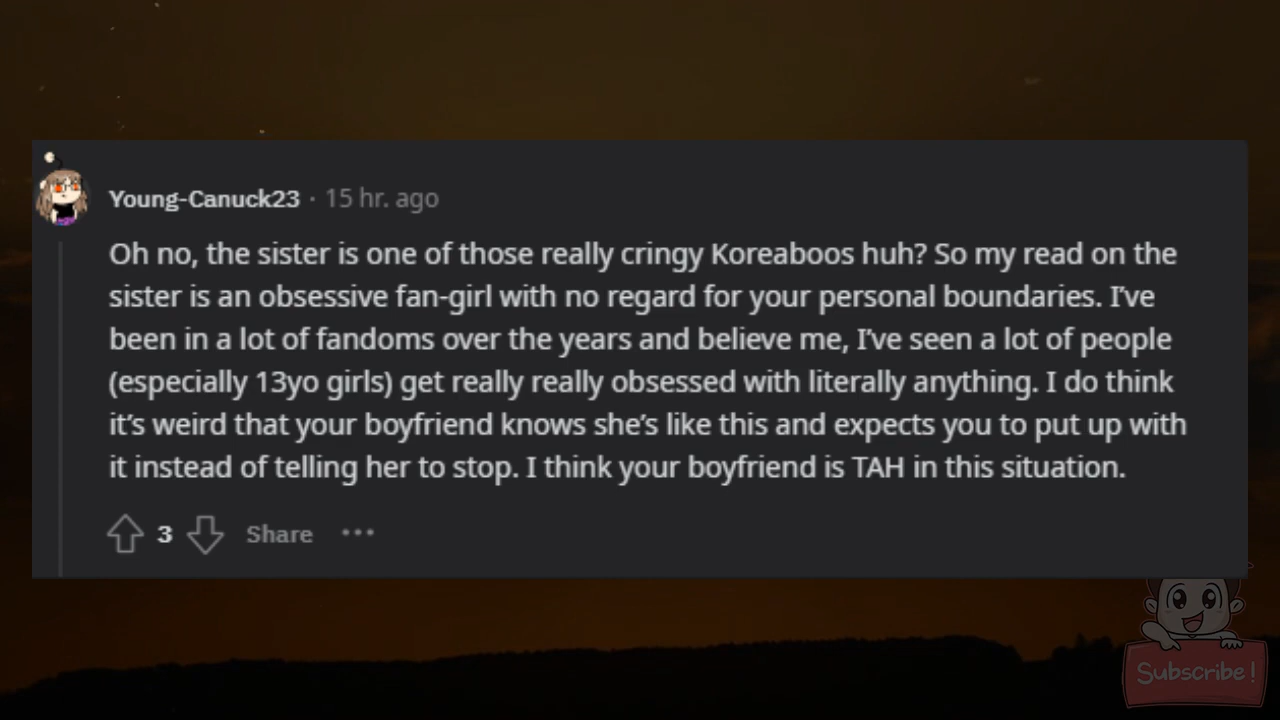 Young-Canuck23 · 15 hr. ago
Oh no, the sister is one of those really cringy Koreaboos huh? So my read on the
sister is an obsessive fan-girl with no regard for your personal boundaries. I’ve
been in a lot of fandoms over the years and believe me, I’ve seen a lot of people
(especially 13yo girls) get really really obsessed with literally anything. I do think
it’s weird that your boyfriend knows she’s like this and expects you to put up with
it instead of telling her to stop. I think your boyfriend is TAH in this situation.
3 Share
Subscribe!